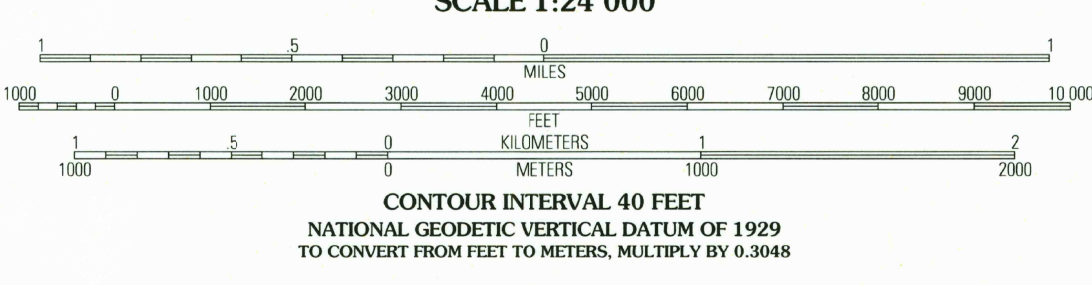 SCALE 1:24 000
1 .5 0 1
MILES
1000 0 1000 2000 3000 4000 5000 6000 7000 8000 9000 10 000
FEET
1 .5 0 KILOMETERS 1 2
1000 0 METERS 1000 2000
CONTOUR INTERVAL 40 FEET
NATIONAL GEODETIC VERTICAL DATUM OF 1929
TO CONVERT FROM FEET TO METERS, MULTIPLY BY 0.3048